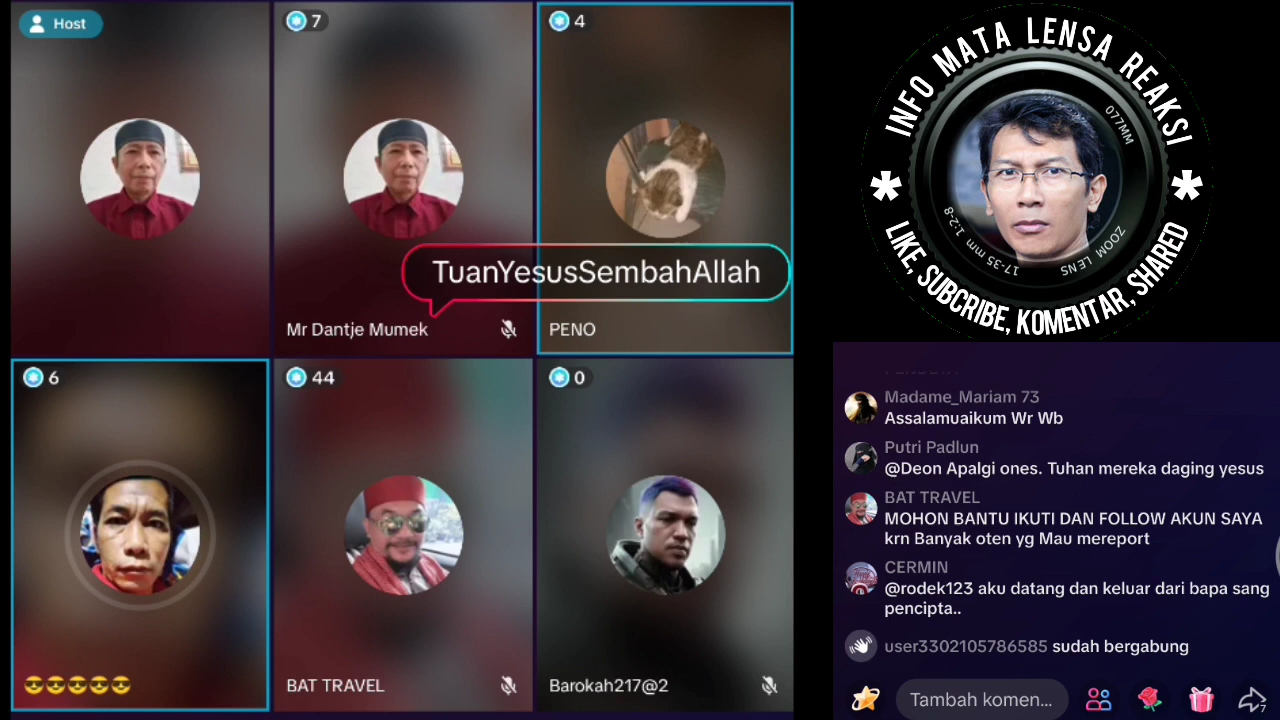 Host
7
4
TuanYesusSembahAllah
Mr Dantje Mumek
PENO
6
44
0
😎😎😎😎😎
BAT TRAVEL
Barokah217@2
INFO MATA LENSA REAKSI
077MM
1:2-8
17-35 mm
ZOOM LENS
* LIKE, SUBCRIBE, KOMENTAR, SHARED *
Madame_Mariam 73
Assalamuaikum Wr Wb
Putri Padlun
@Deon Apalgi ones. Tuhan mereka daging yesus
BAT TRAVEL
MOHON BANTU IKUTI DAN FOLLOW AKUN SAYA
krn Banyak oten yg Mau mereport
CERMIN
@rodek123 aku datang dan keluar dari bapa sang
pencipta..
user3302105786585 sudah bergabung
Tambah komen...
7